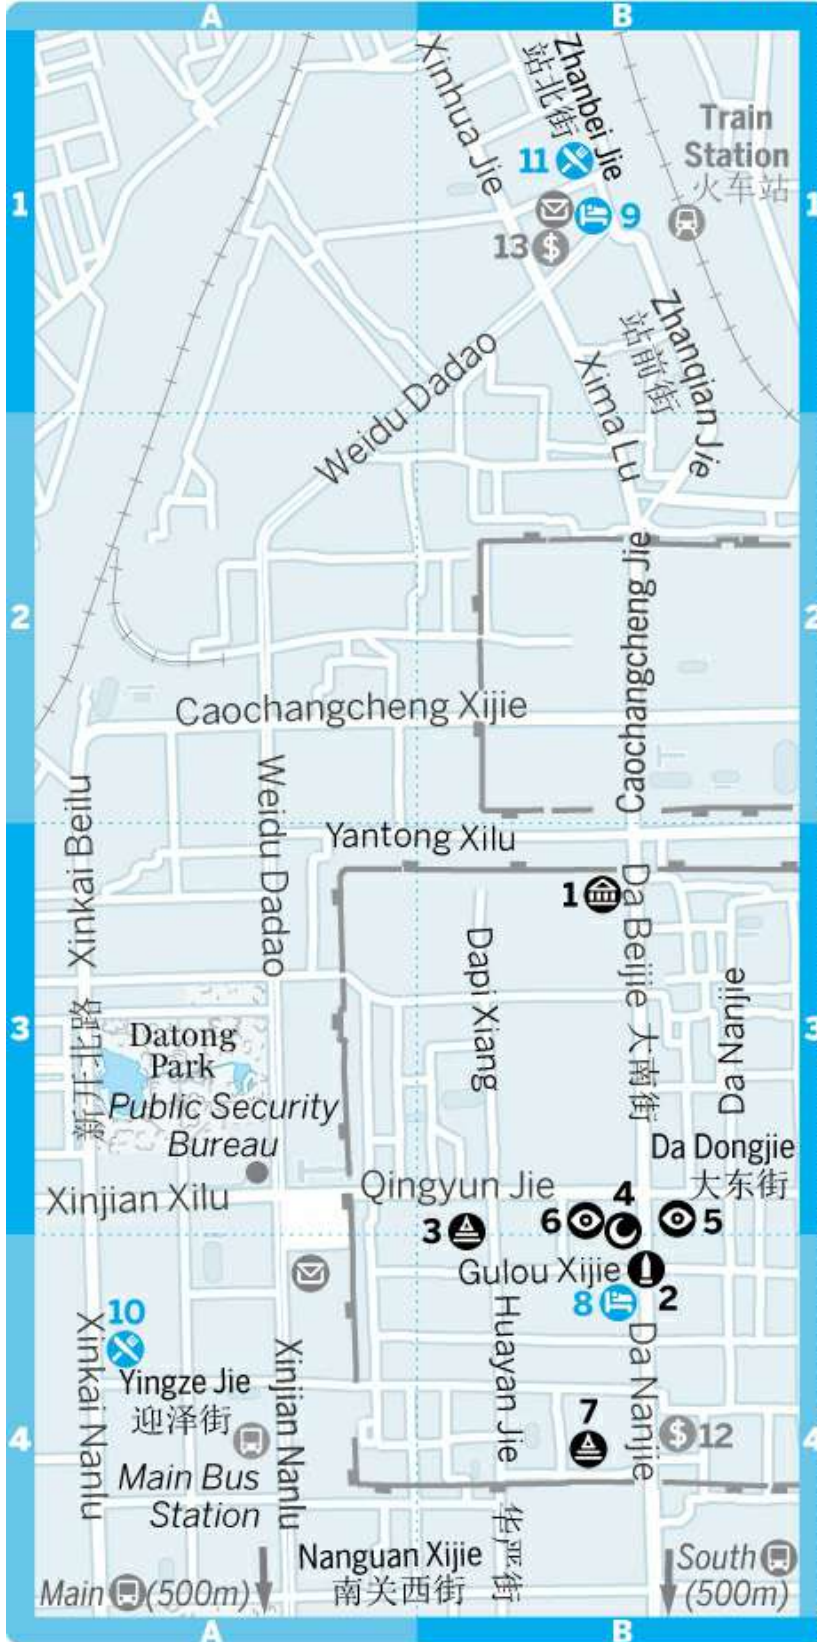 A
B
Xinhua Jie
Zhanbei Jie
站北街
Train
Station
火车站
11
1
1
9
13
$
Zhanqian Jie
站前街
Weidu Dadao
Xima Lu
2
2
Caochangcheng Jie
Caochangcheng Xijie
Xinkai Beilu
新开北路
Weidu Dadao
Yantong Xilu
1
Da Beijie
大南街
Dapi Xiang
Da Nanjie
3
3
Datong
Park
Public Security
Bureau
Da Dongjie
大东街
Xinjian Xilu
Qingyun Jie
4
6
5
3
Gulou Xijie
2
8
10
Xinkai Nanlu
Yingze Jie
迎泽街
Xinjian Nanlu
Huayan Jie
华严街
Da Nanjie
7
$
12
4
4
Main Bus
Station
Nanguan Xijie
南关西街
Main (500m)
South
(500m)
A
B